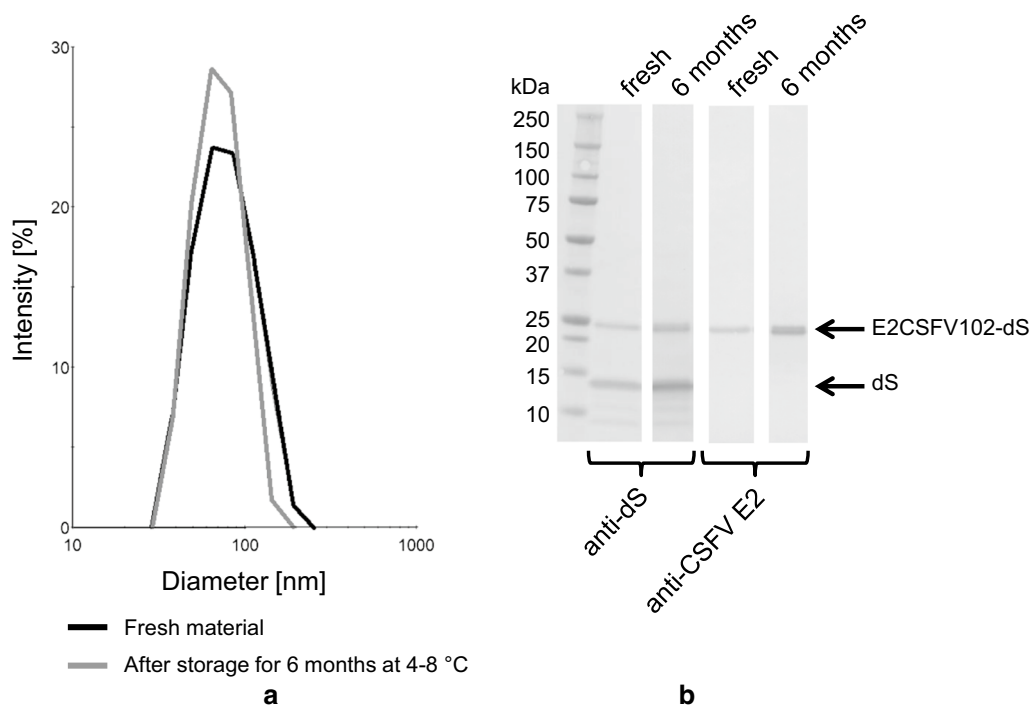 30
20
10
0
10
100
1000
Intensity [%]
Diameter [nm]
Fresh material
After storage for 6 months at 4-8 °C
a
kDa
250
150
100
75
50
37
25
20
15
10
fresh
6 months
fresh
6 months
E2CSFV102-dS
dS
anti-dS
anti-CSFV E2
b